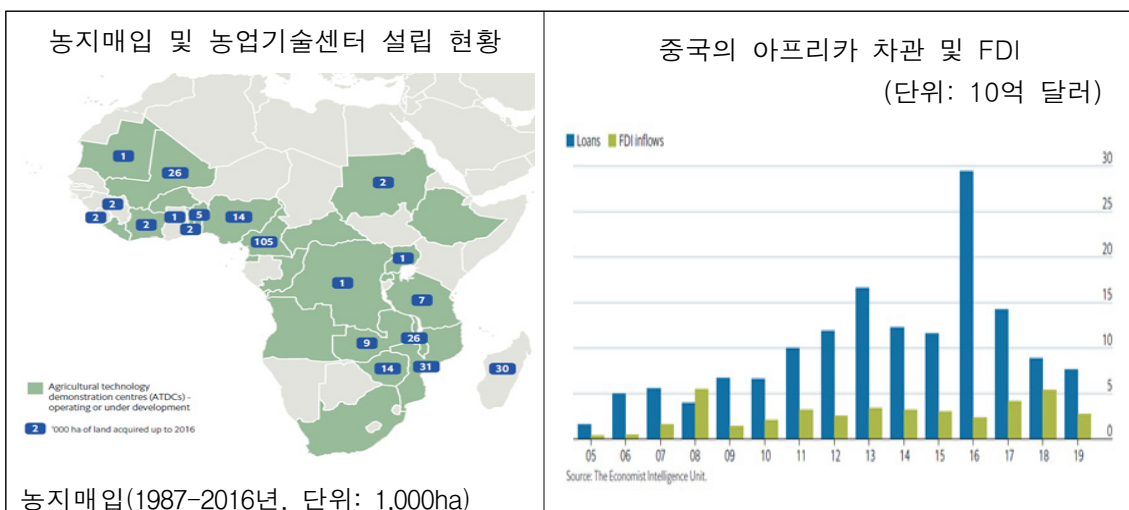 농지매입 및 농업기술센터 설립 현황
1
26
2
2
2
2
1
5
2
14
105
1
1
7
9
26
14
31
30
Agricultural technology
demonstration centres (ATDCs) -
operating or under development
2 '000 ha of land acquired up to 2016
농지매입(1987-2016년, 단위: 1,000ha)
중국의 아프리카 차관 및 FDI
(단위: 10억 달러)
Loans FDI inflows
30
25
20
15
10
5
0
05 06 07 08 09 10 11 12 13 14 15 16 17 18 19
Source: The Economist Intelligence Unit.